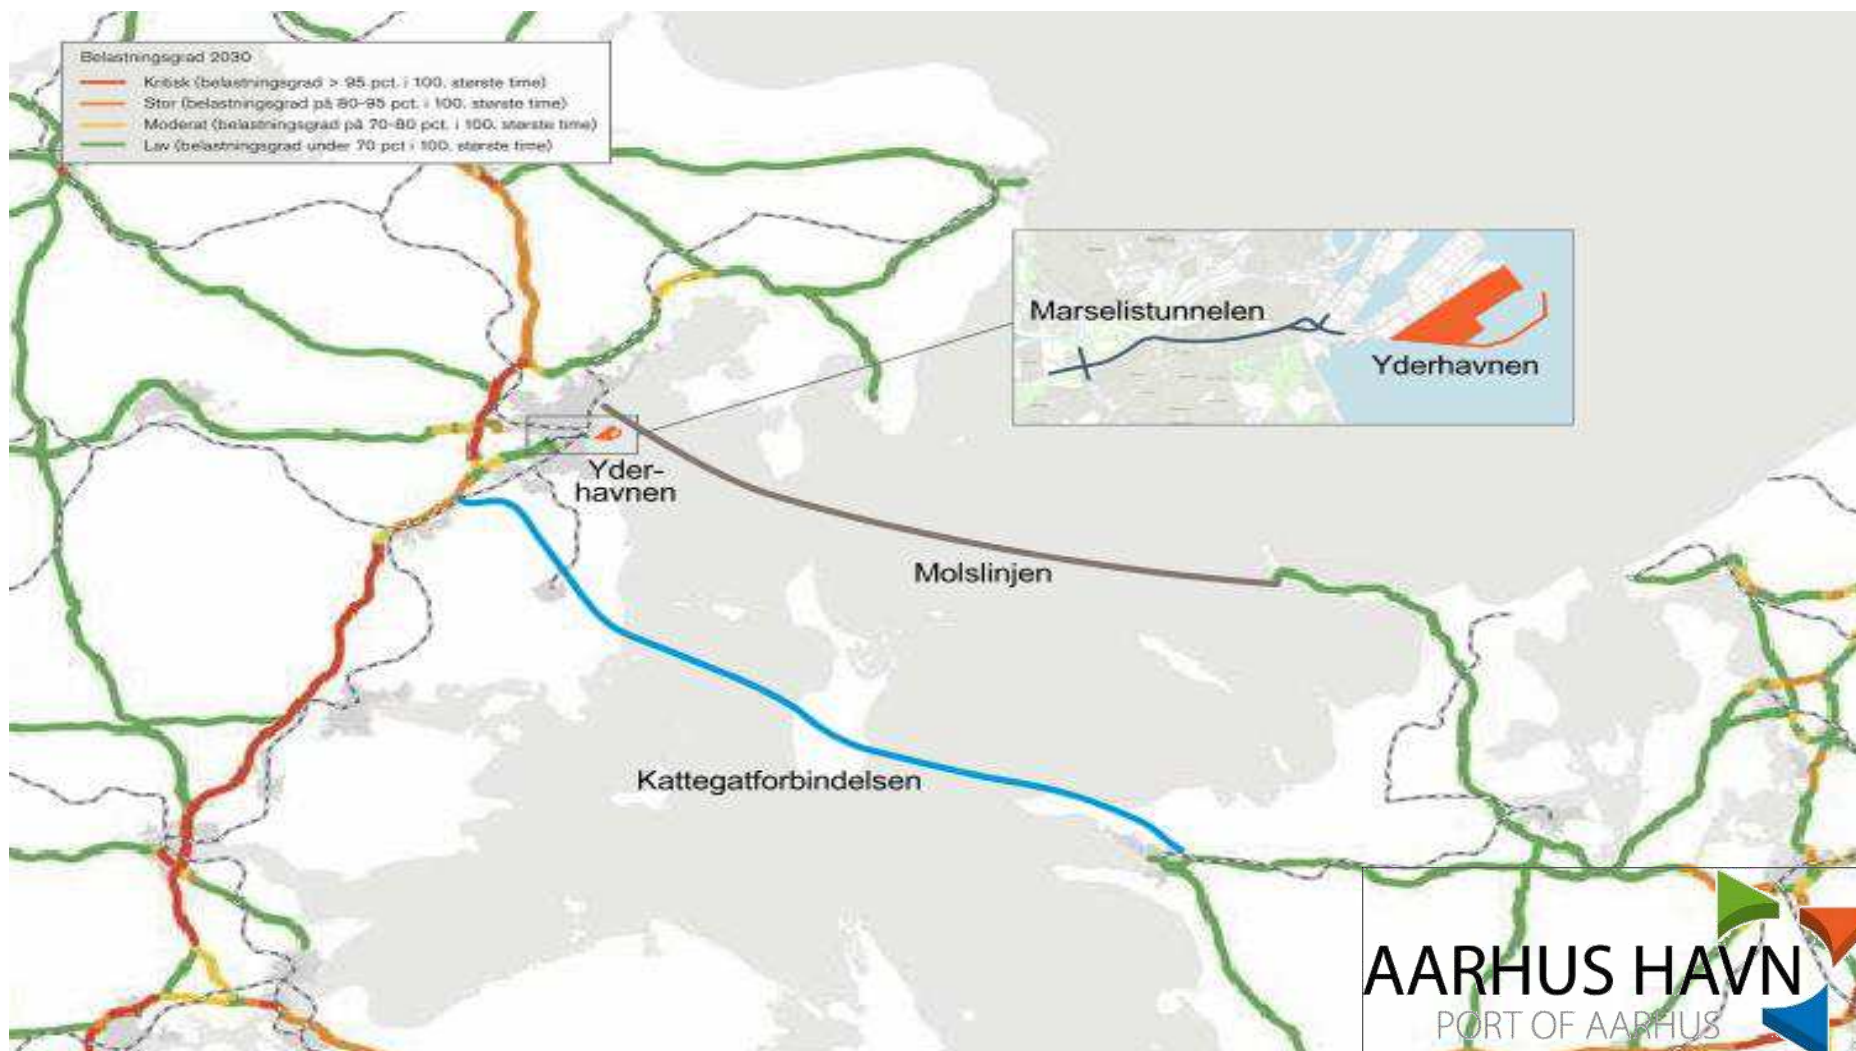 Belastningsgrad 2030
Kritisk (belastningsgrad > 95 pct. i 100. største time)
Stor (belastningsgrad på 80-95 pct. i 100. største time)
Moderat (belastningsgrad på 70-80 pct. i 100. største time)
Lav (belastningsgrad under 70 pct i 100. største time)
Marselistunnelen
Yderhavnen
Yder-
havnen
Molslinjen
Kattegatforbindelsen
AARHUS HAVN
PORT OF AARHUS